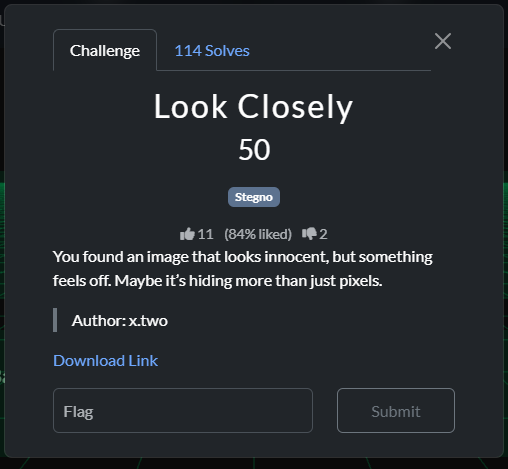 Challenge
114 Solves
Look Closely
50
Stegno
11 (84% liked) 2
You found an image that looks innocent, but something
feels off. Maybe it's hiding more than just pixels.
Author: x.two
Download Link
Flag
Submit